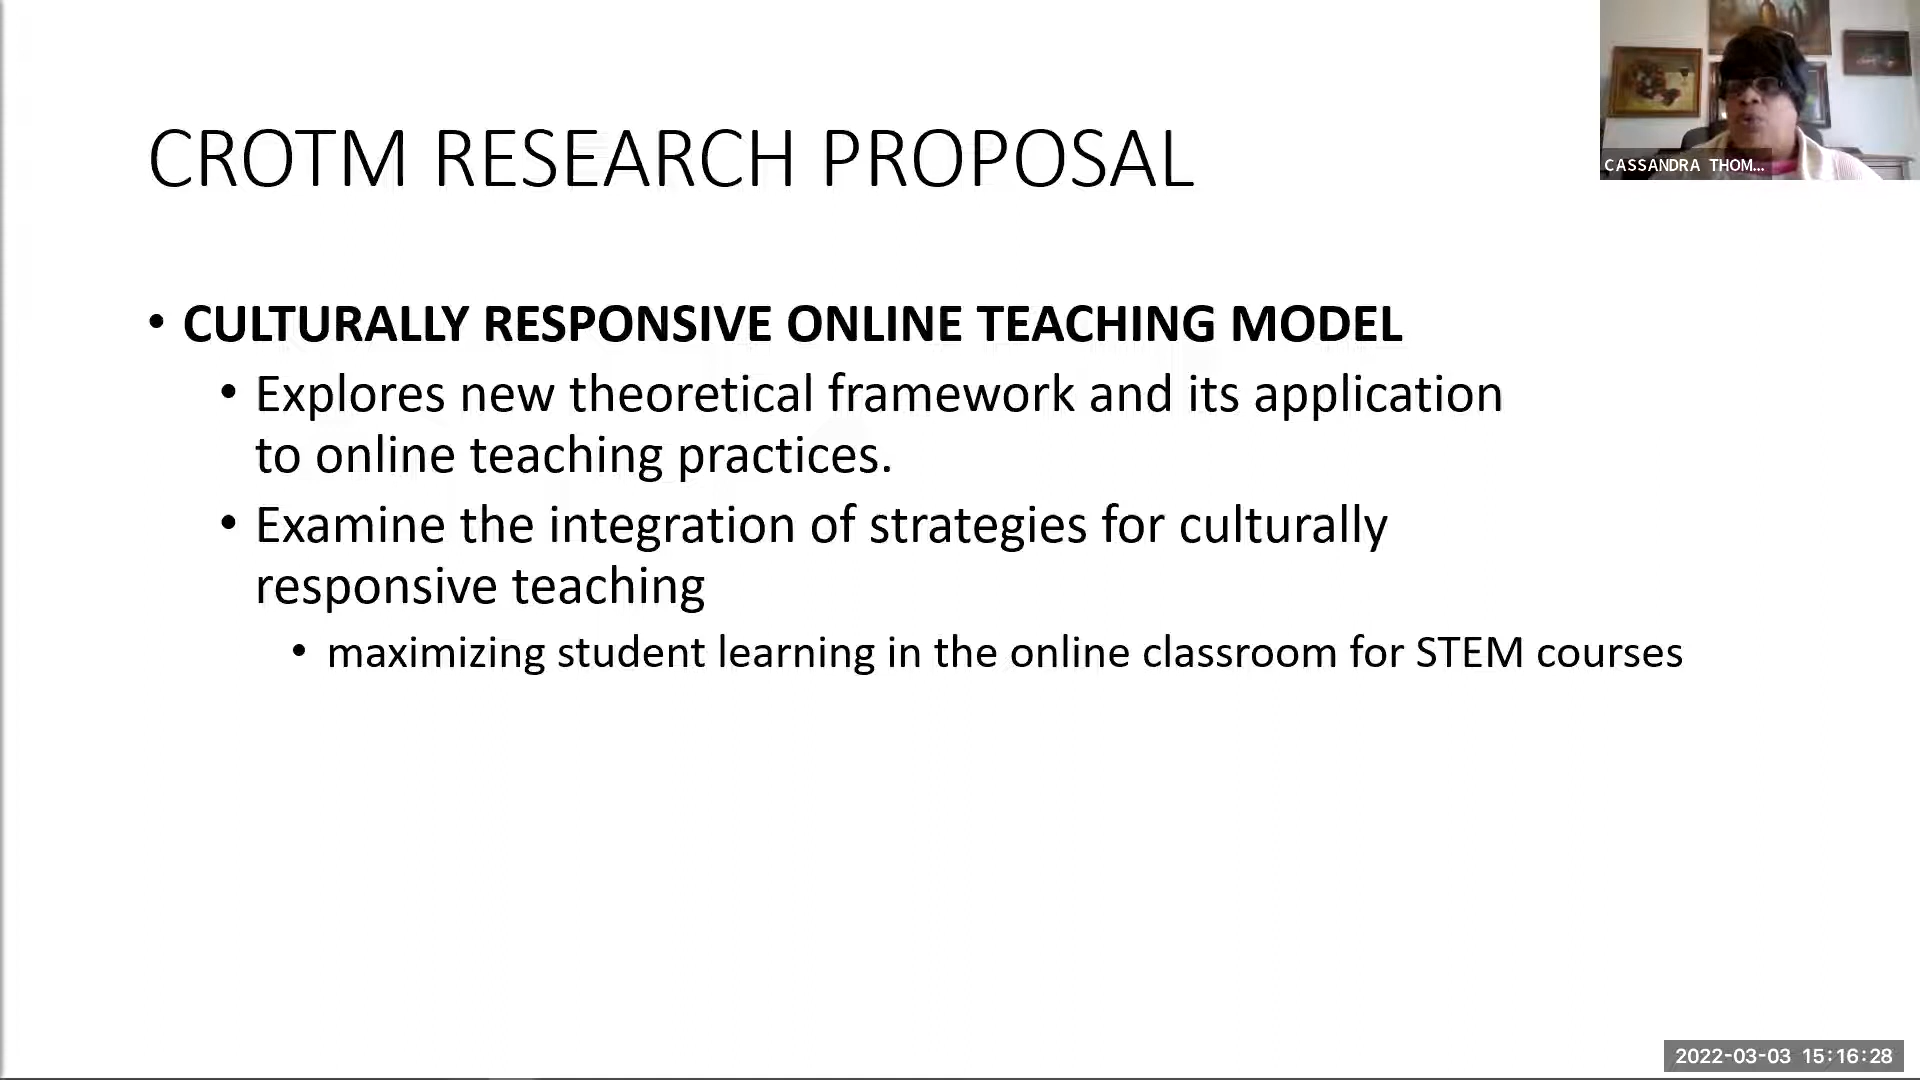 CROTM RESEARCH PROPOSAL
• CULTURALLY RESPONSIVE ONLINE TEACHING MODEL
• Explores new theoretical framework and its application
to online teaching practices.
• Examine the integration of strategies for culturally
responsive teaching
• maximizing student learning in the online classroom for STEM courses
CASSANDRA THOM...
2022-03-03 15:16:28